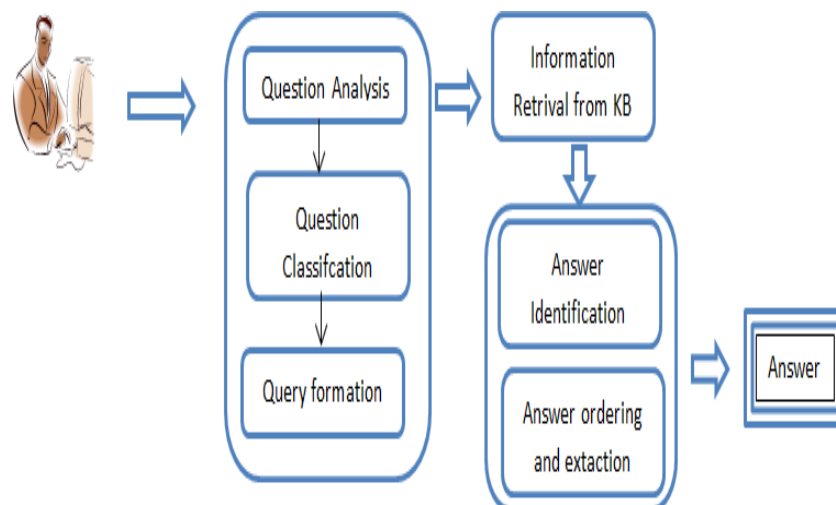 Question Analysis
Question
Classifcation
Query formation
Information
Retrival from KB
Answer
Identification
Answer ordering
and extaction
Answer